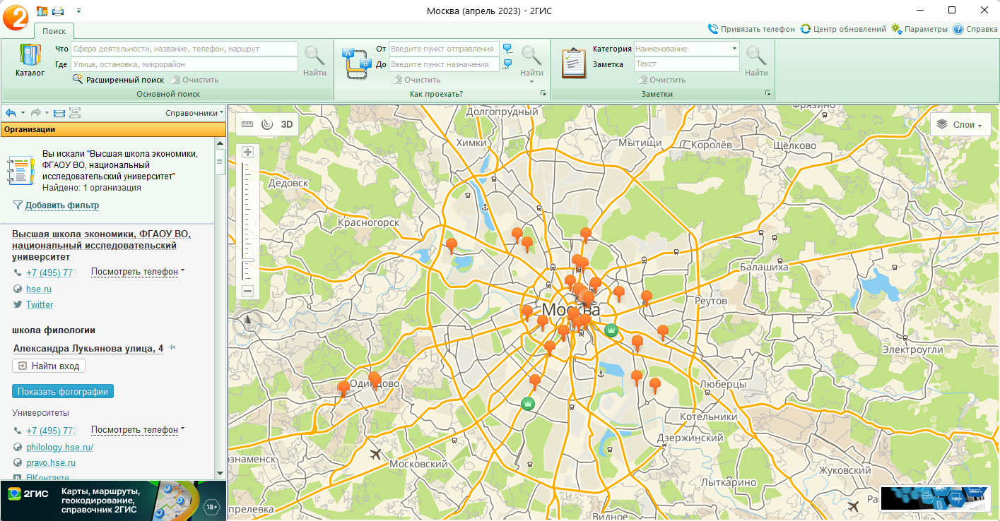 Москва (апрель 2023) - 2ГИС
Поиск
Привязать телефон
Центр обновлений
Параметры
Справка
Каталог
Что
Сфера деятельности, название, телефон, маршрут
Где
Улица, остановка, микрорайон
Расширенный поиск
Очистить
Найти
Основной поиск
От
Введите пункт отправления
До
Введите пункт назначения
Очистить
Найти
Как проехать?
Категория
Наименование
Заметка
Текст
Очистить
Найти
Заметки
Справочники
Организации
Вы искали "Высшая школа экономики,
ФГАОУ ВО, национальный
исследовательский университет"
Найдено: 1 организация
Добавить фильтр
Высшая школа экономики, ФГАОУ ВО,
национальный исследовательский
университет
+7 (495) 771
Посмотреть телефон
hse.ru
Twitter
школа филологии
Александра Лукьянова улица, 4
Найти вход
Показать фотографии
Университеты
+7 (495) 772
Посмотреть телефон
philology.hse.ru/
pravo.hse.ru
ВКонтакте
2ГИС
Карты, маршруты,
геокодирование,
справочник 2ГИС
18+
3D
Слои
Долгопрудный
Фрязино
Химки
Мытищи
Королёв
Щёлково
Дедовск
Красногорск
Балашиха
Реутов
Москва
Электроугли
Одинцово
Люберцы
Котельники
Дзержинский
Московский
Жуковский
Лыткарино
Видное